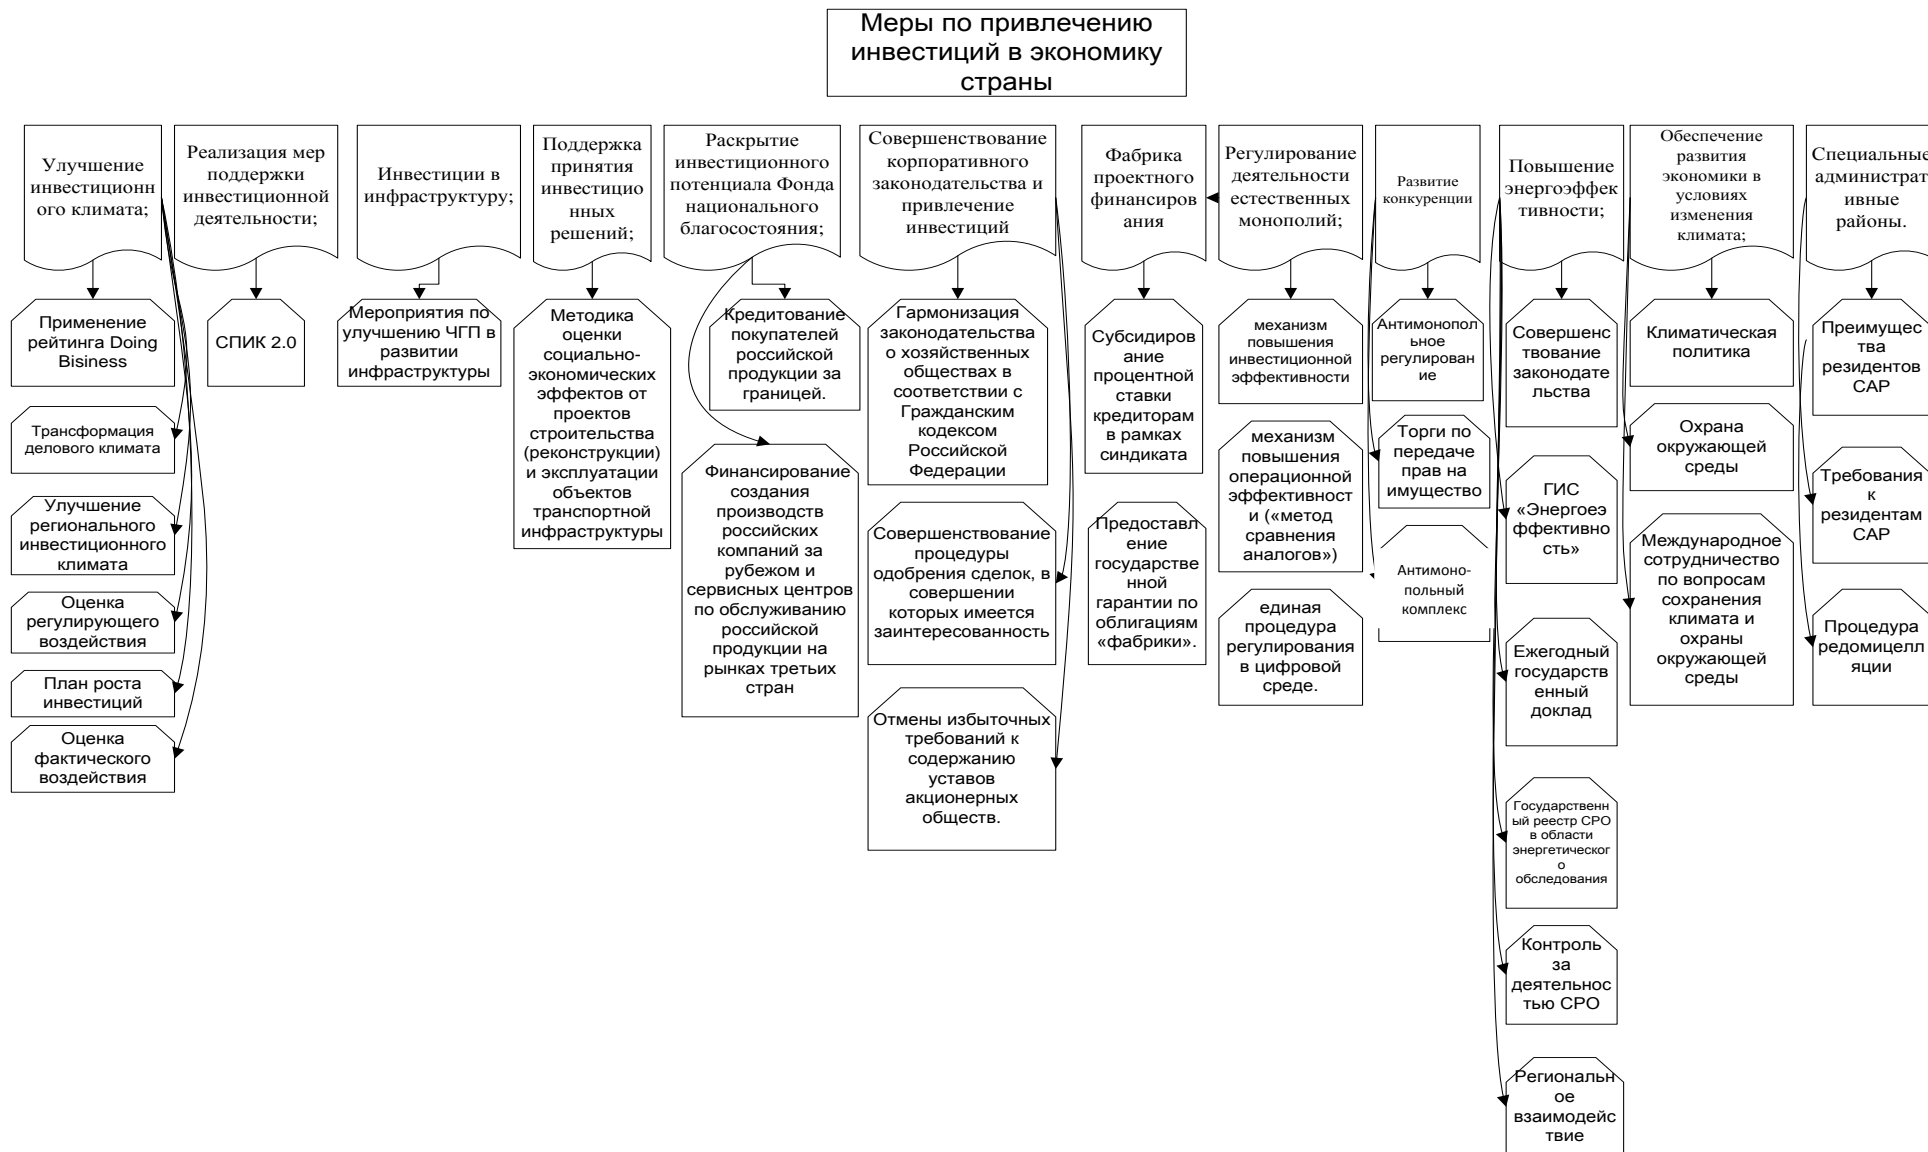 Меры по привлечению
инвестиций в экономику
страны
Улучшение
инвестиционн
ого климата;
Реализация мер
поддержки
инвестиционной
деятельности;
Инвестиции в
инфраструктуру;
Поддержка
принятия
инвестицио
нных
решений;
Раскрытие
инвестиционного
потенциала Фонда
национального
благосостояния;
Совершенствование
корпоративного
законодательства и
привлечение
инвестиций
Фабрика
проектного
финансиров
ания
Регулирование
деятельности
естественных
монополий;
Развитие
конкуренции
Повышение
энергоэффек
тивности;
Обеспечение
развития
экономики в
условиях
изменения
климата;
Специальные
административ
ивные
районы.
Применение
рейтинга Doing
Bisiness
Трансформация
делового климата
Улучшение
регионального
инвестиционного
климата
Оценка
регулирующего
воздействия
План роста
инвестиций
Оценка
фактического
воздействия
СПИК 2.0
Мероприятия по
улучшению ЧГП в
развитии
инфраструктуры
Методика
оценки
социально-
экономических
эффектов от
проектов
строительства
(реконструкции)
и эксплуатации
объектов
транспортной
инфраструктуры
Кредитование
покупателей
российской
продукции за
границей.
Финансирование
создания
производств
российских
компаний за
рубежом и
сервисных центров
по обслуживанию
российской
продукции на
рынках третьих
стран
Гармонизация
законодательства
о хозяйственных
обществах в
соответствии с
Гражданским
кодексом
Российской
Федерации
Совершенствование
процедуры
одобрения сделок, в
совершении
которых имеется
заинтересованность
Отмены избыточных
требований к
содержанию
уставов
акционерных
обществ.
Субсидиров
ание
процентной
ставки
кредиторам
в рамках
синдиката
Предоставл
ение
государстве
нной
гарантии по
облигациям
«фабрики».
механизм
повышения
инвестиционной
эффективности
механизм
повышения
операционной
эффективност
и («метод
сравнения
аналогов»)
единая
процедура
регулирования
в цифровой
среде.
Антимонопол
ьное
регулирован
ие
Торги по
передаче
прав на
имущество
Антимоно-
польный
комплекс
Совершенс
твование
законодате
льства
ГИС
«Энергоэ
ффективно
сть»
Ежегодный
государств
енный
доклад
Государственн
ый реестр СРО
в области
энергетическог
о
обследования
Контроль
за
деятельнос
тью СРО
Региональн
ое
взаимодейс
твие
Климатическая
политика
Охрана
окружающей
среды
Международное
сотрудничество
по вопросам
сохранения
климата и
охраны
окружающей
среды
Преимущес
тва
резидентов
САР
Требования
к
резидентам
САР
Процедура
редомицелл
яции